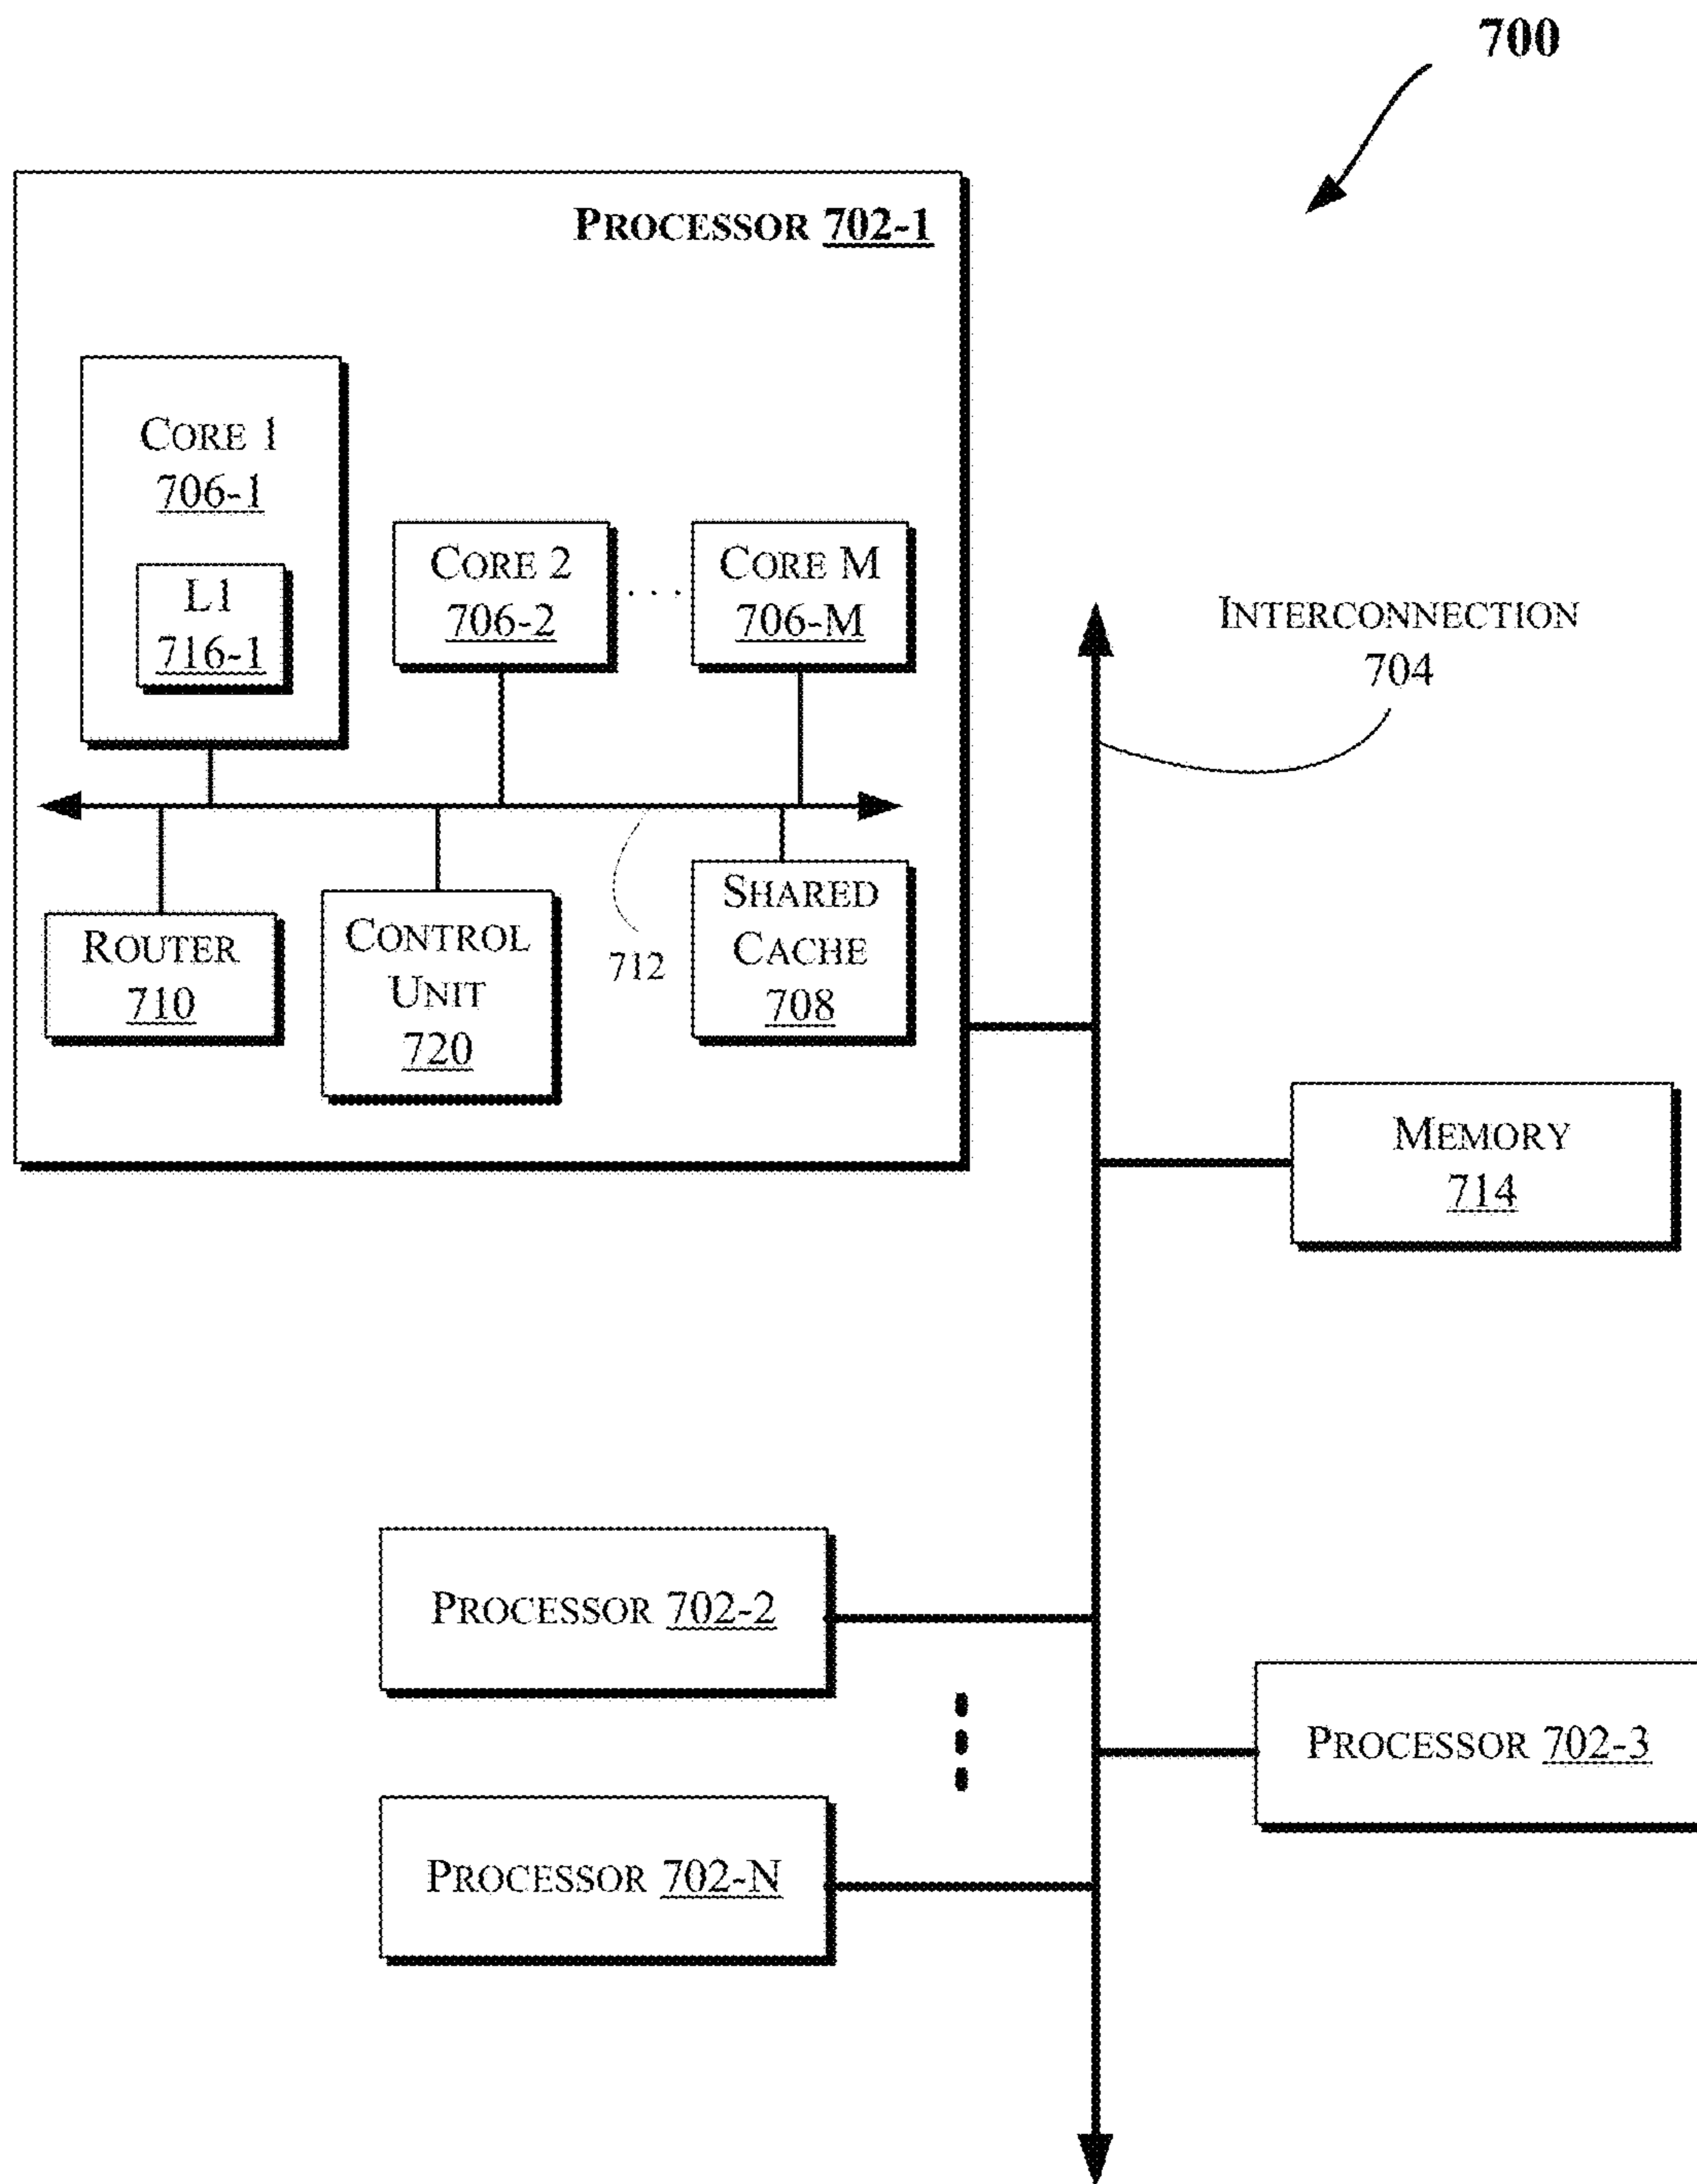 700
PROCESSOR 702-1
CORE 1
706-1
L1
716-1
CORE 2
706-2
. . .
CORE M
706-M
INTERCONNECTION
704
ROUTER
710
CONTROL
UNIT
720
712
SHARED
CACHE
708
MEMORY
714
PROCESSOR 702-2
PROCESSOR 702-3
PROCESSOR 702-N